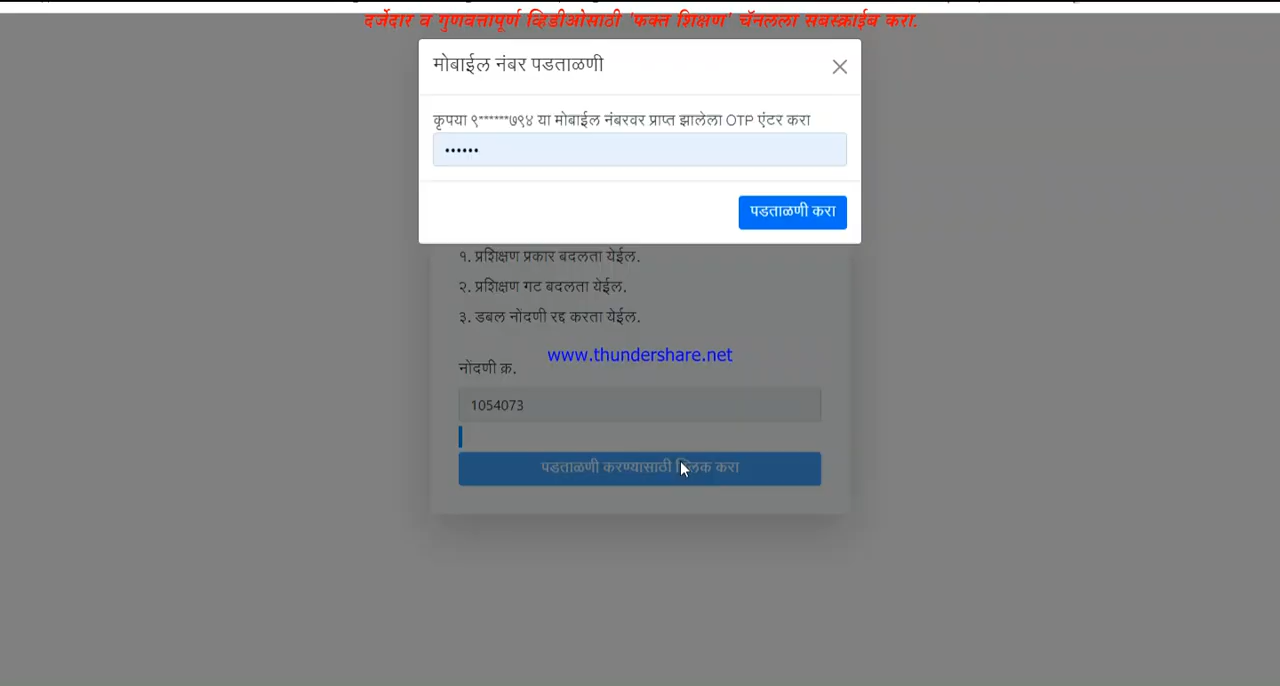 दर्जेदार व गुणवत्तापूर्ण व्हिडीओसाठी 'फक्त शिक्षण' चॅनलला सबस्क्राईब करा.
मोबाईल नंबर पडताळणी
कृपया ९******७९४ या मोबाईल नंबरवर प्राप्त झालेला OTP एंटर करा
••••••
पडताळणी करा
१. प्रशिक्षण प्रकार बदलता येईल.
२. प्रशिक्षण गट बदलता येईल.
३. डबल नोंदणी रद्द करता येईल.
www.thundershare.net
नोंदणी क्र.
1054073
पडताळणी करण्यासाठी क्लिक करा